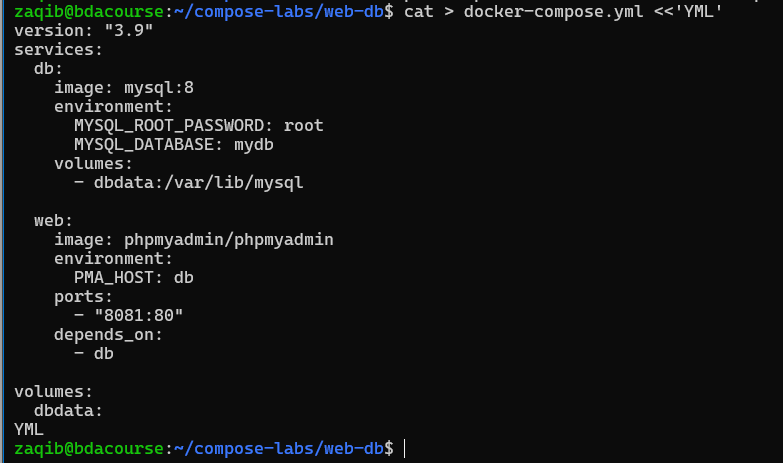 zaqib@bdacourse:~/compose-labs/web-db$ cat > docker-compose.yml <<'YML'
version: "3.9"
services:
  db:
    image: mysql:8
    environment:
      MYSQL_ROOT_PASSWORD: root
      MYSQL_DATABASE: mydb
    volumes:
      - dbdata:/var/lib/mysql

  web:
    image: phpmyadmin/phpmyadmin
    environment:
      PMA_HOST: db
    ports:
      - "8081:80"
    depends_on:
      - db

volumes:
  dbdata:
YML
zaqib@bdacourse:~/compose-labs/web-db$